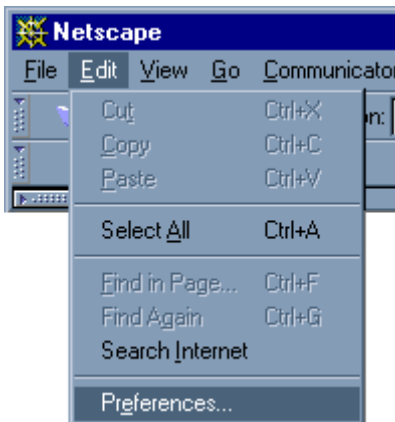 Netscape
File Edit View Go Communicator
on:
Cut Ctrl+X
Copy Ctrl+C
Paste Ctrl+V
Select All Ctrl+A
Find in Page... Ctrl+F
Find Again Ctrl+G
Search Internet
Preferences...